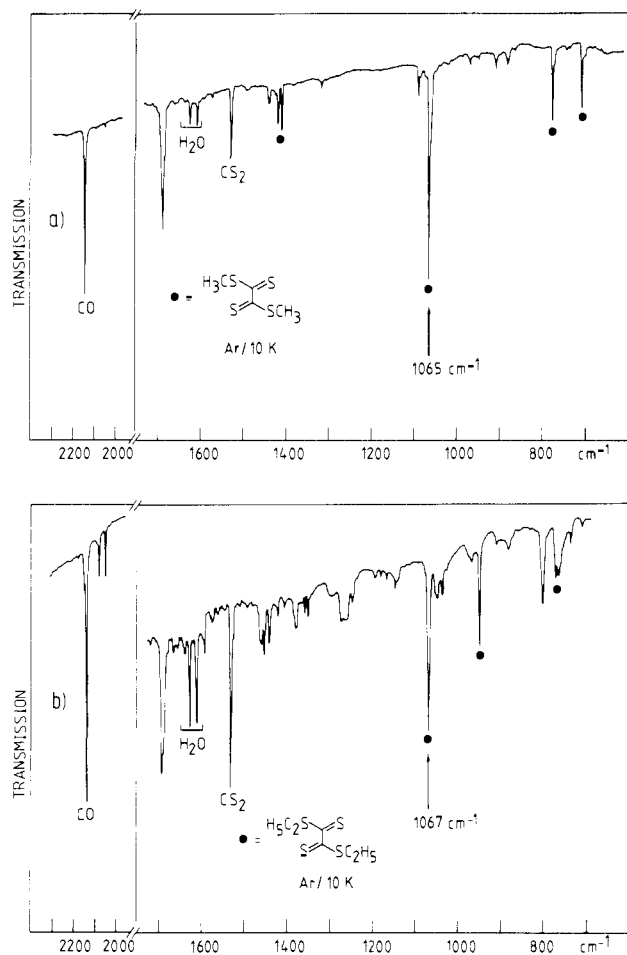 TRANSMISSION
a)
CO
H₂O
CS₂
● = H₃CS S
S SCH₃
Ar/10 K
1065 cm⁻¹
2200 2000 1600 1400 1200 1000 800 cm⁻¹
TRANSMISSION
b)
CO
H₂O
CS₂
● = H₅C₂S S
S SC₂H₅
Ar/10 K
1067 cm⁻¹
2200 2000 1600 1400 1200 1000 800 cm⁻¹